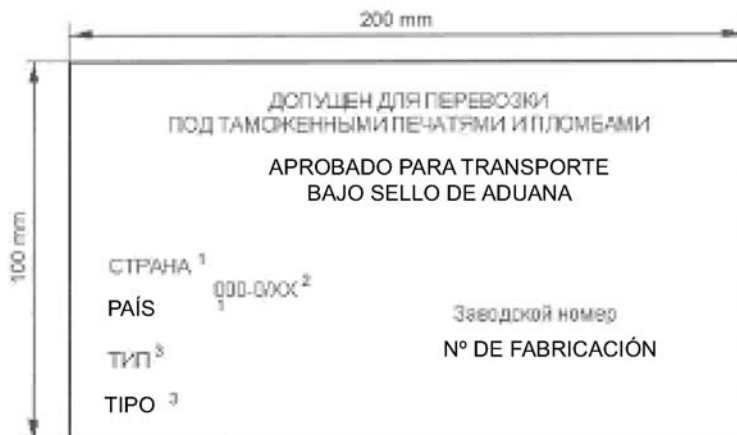 200 mm
100 mm
ДОПУЩЕН ДЛЯ ПЕРЕВОЗКИ
ПОД ТАМОЖЕННЫМИ ПЕЧАТЯМИ И ПЛОМБАМИ
APROBADO PARA TRANSPORTE
BAJO SELLO DE ADUANA
СТРАНА 1
000-0/XX 2
PAÍS 1
Заводской номер
ТИП 3
Nº DE FABRICACIÓN
TIPO 3